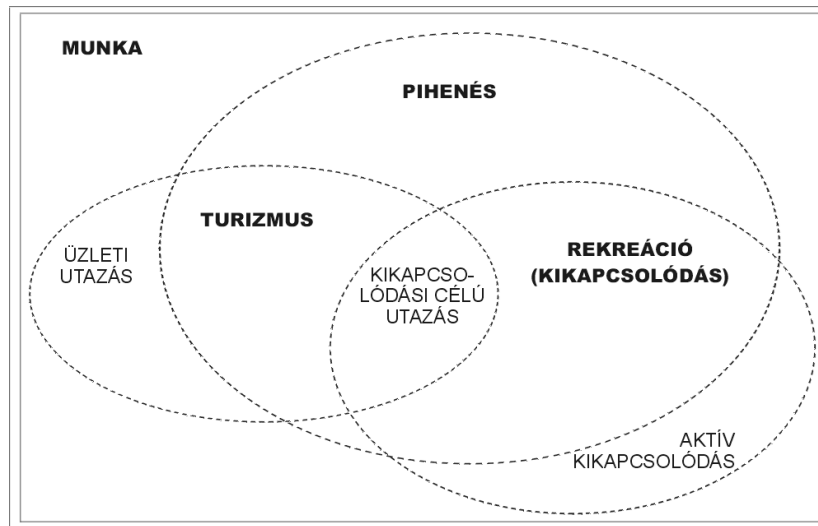 MUNKA
PIHENÉS
TURIZMUS
ÜZLETI
UTAZÁS
KIKAPCSO-
LÓDÁSI CÉLÚ
UTAZÁS
REKREÁCIÓ
(KIKAPCSOLÓDÁS)
AKTÍV
KIKAPCSOLÓDÁS